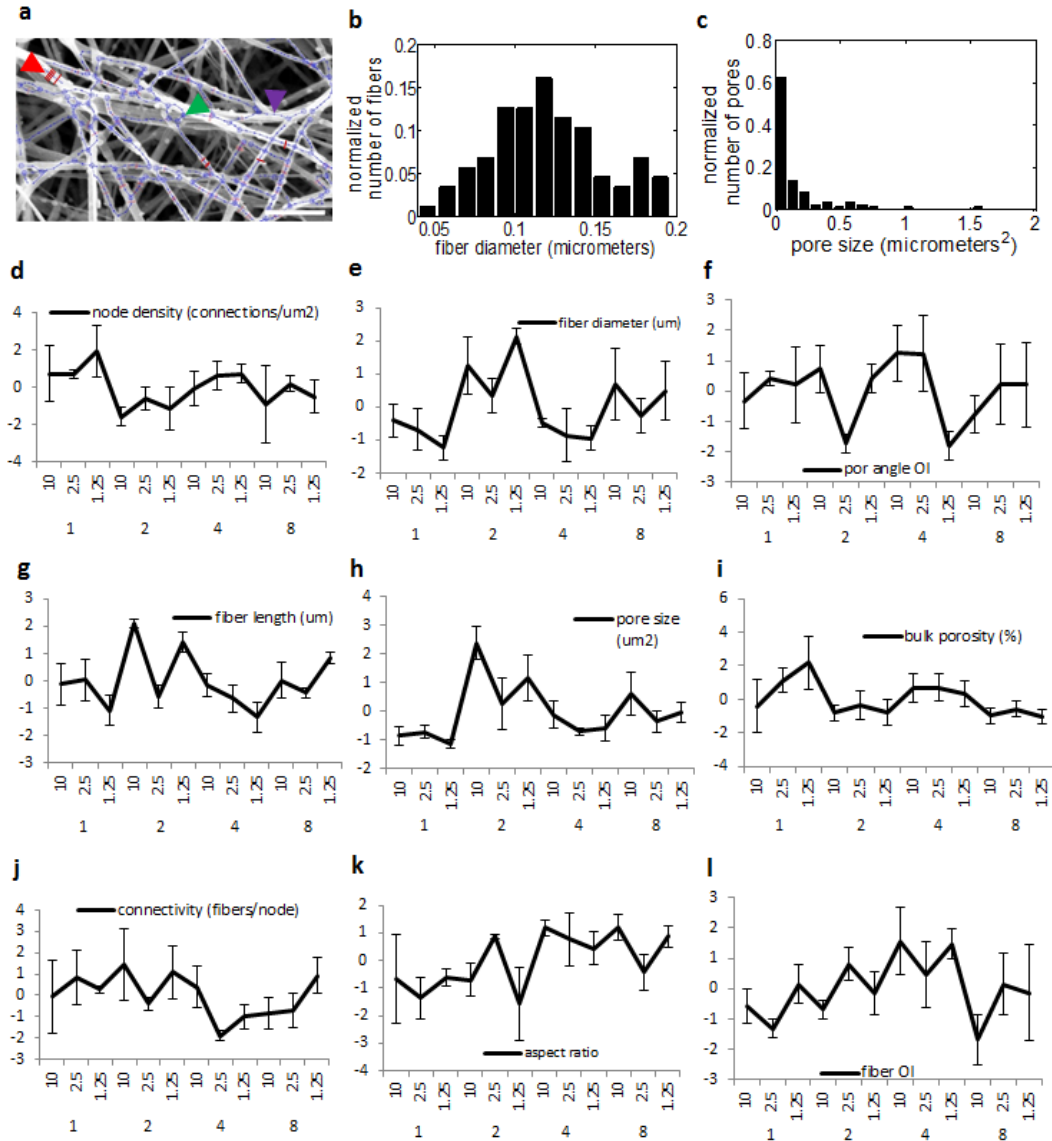 a
b
0.2
0.15
0.1
0.05
0
normalized
number of fibers
0.05
0.1
0.15
0.2
fiber diameter (micrometers)
c
0.8
0.6
0.4
0.2
0
normalized
number of pores
0
0.5
1
1.5
2
pore size (micrometers2)
d
node density (connections/um2)
4
2
0
-2
-4
10 2.5 1.25 10 2.5 1.25 10 2.5 1.25 10 2.5 1.25
1 2 4 8
e
fiber diameter (um)
3
2
1
0
-1
-2
10 2.5 1.25 10 2.5 1.25 10 2.5 1.25 10 2.5 1.25
1 2 4 8
f
3
2
1
0
-1
-2
-3
por angle OI
10 2.5 1.25 10 2.5 1.25 10 2.5 1.25 10 2.5 1.25
1 2 4 8
g
fiber length (um)
3
2
1
0
-1
-2
-3
10 2.5 1.25 10 2.5 1.25 10 2.5 1.25 10 2.5 1.25
1 2 4 8
h
pore size
(um2)
4
3
2
1
0
-1
-2
10 2.5 1.25 10 2.5 1.25 10 2.5 1.25 10 2.5 1.25
1 2 4 8
i
bulk porosity (%)
6
4
2
0
-2
-4
10 2.5 1.25 10 2.5 1.25 10 2.5 1.25 10 2.5 1.25
1 2 4 8
j
connectivity (fibers/node)
4
3
2
1
0
-1
-2
-3
10 2.5 1.25 10 2.5 1.25 10 2.5 1.25 10 2.5 1.25
1 2 4 8
k
2
1
0
-1
-2
-3
-4
aspect ratio
10 2.5 1.25 10 2.5 1.25 10 2.5 1.25 10 2.5 1.25
1 2 4 8
l
3
2
1
0
-1
-2
-3
fiber OI
10 2.5 1.25 10 2.5 1.25 10 2.5 1.25 10 2.5 1.25
1 2 4 8